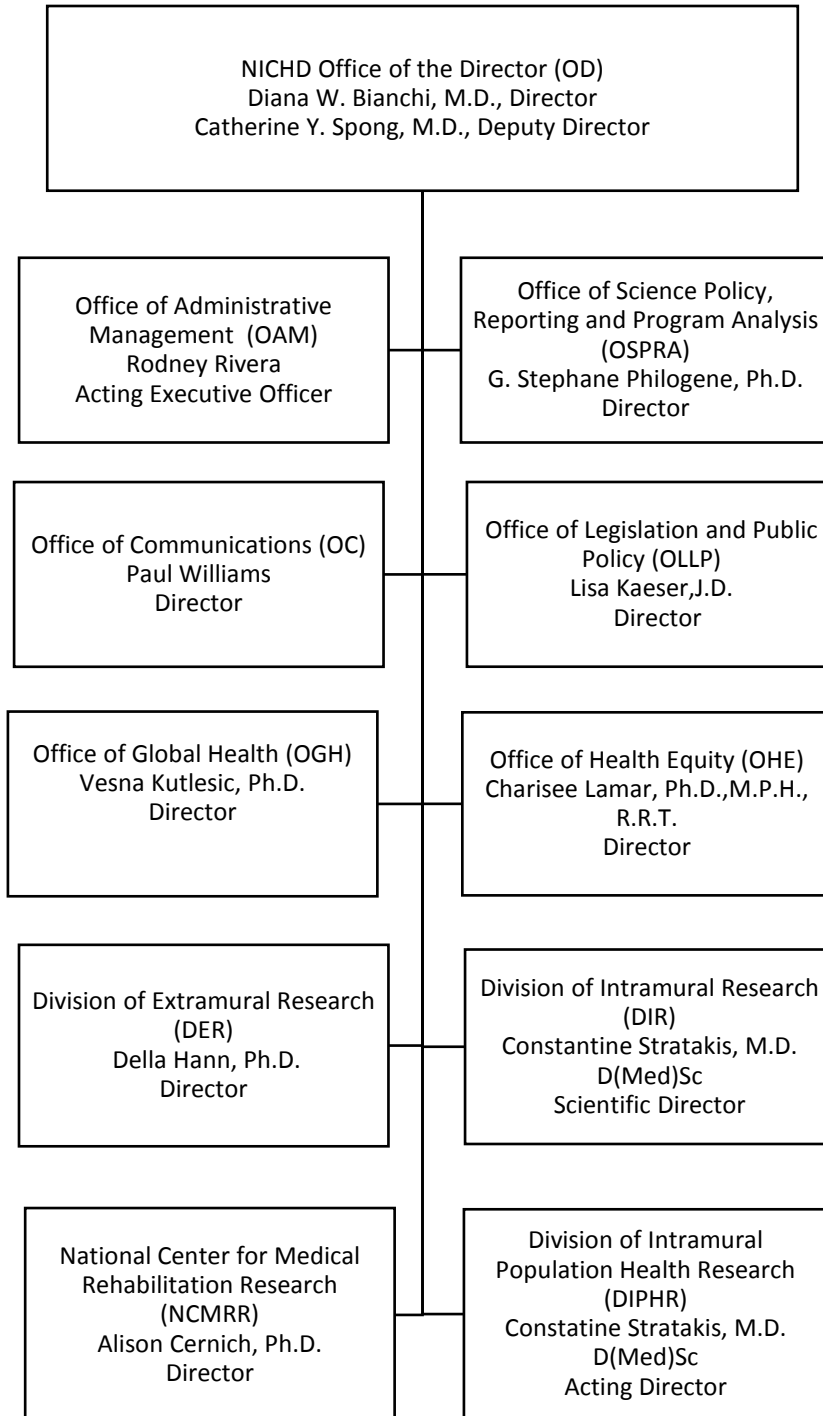 NICHD Office of the Director (OD)
Diana W. Bianchi, M.D., Director
Catherine Y. Spong, M.D., Deputy Director
Office of Administrative
Management (OAM)
Rodney Rivera
Acting Executive Officer
Office of Science Policy,
Reporting and Program Analysis
(OSPRA)
G. Stephane Philogene, Ph.D.
Director
Office of Communications (OC)
Paul Williams
Director
Office of Legislation and Public
Policy (OLLP)
Lisa Kaeser,J.D.
Director
Office of Global Health (OGH)
Vesna Kutlesic, Ph.D.
Director
Office of Health Equity (OHE)
Charisee Lamar, Ph.D.,M.P.H.,
R.R.T.
Director
Division of Extramural Research
(DER)
Della Hann, Ph.D.
Director
Division of Intramural Research
(DIR)
Constantine Stratakis, M.D.
D(Med)Sc
Scientific Director
National Center for Medical
Rehabilitation Research
(NCMRR)
Alison Cernich, Ph.D.
Director
Division of Intramural
Population Health Research
(DIPHR)
Constatine Stratakis, M.D.
D(Med)Sc
Acting Director